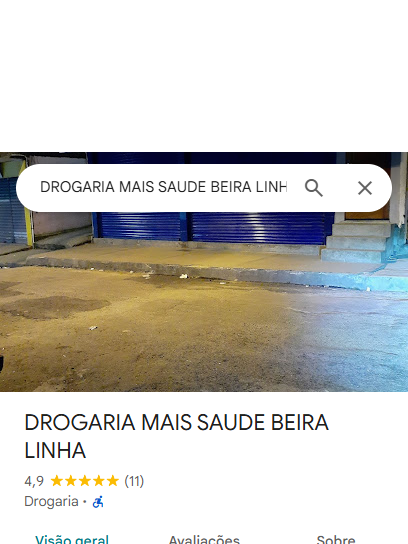 DROGARIA MAIS SAUDE BEIRA LINH
DROGARIA MAIS SAUDE BEIRA
LINHA
4,9 (11)
Drogaria •
Visão geral Avaliações Sobre